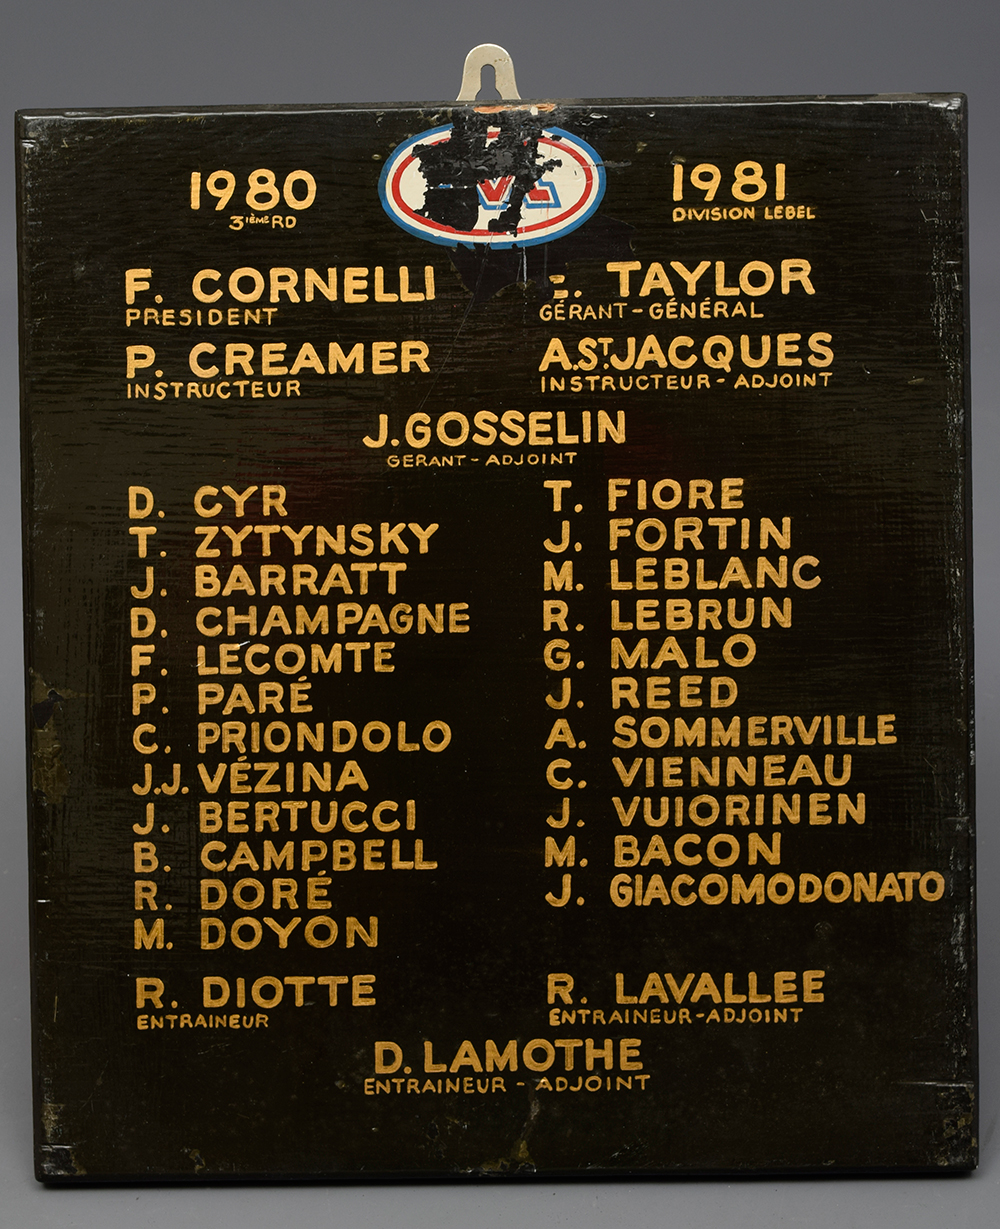 1980
3IÈME RD
1981
DIVISION LEBEL
F. CORNELLI
PRESIDENT
TAYLOR
GÉRANT-GÉNÉRAL
P. CREAMER
INSTRUCTEUR
A.ST.JACQUES
INSTRUCTEUR-ADJOINT
J.GOSSELIN
GERANT-ADJOINT
D. CYR
T. ZYTYNSKY
J. BARRATT
D. CHAMPAGNE
F. LECOMTE
P. PARÉ
C. PRIONDOLO
J.J. VÉZINA
J. BERTUCCI
B. CAMPBELL
R. DORÉ
M. DOYON
T. FIORE
J. FORTIN
M. LEBLANC
R. LEBRUN
G. MALO
J. REED
A. SOMMERVILLE
C. VIENNEAU
J. VUIORINEN
M. BACON
J. GIACOMODONATO
R. DIOTTE
ENTRAINEUR
R. LAVALLEE
ENTRAINEUR-ADJOINT
D. LAMOTHE
ENTRAINEUR - ADJOINT